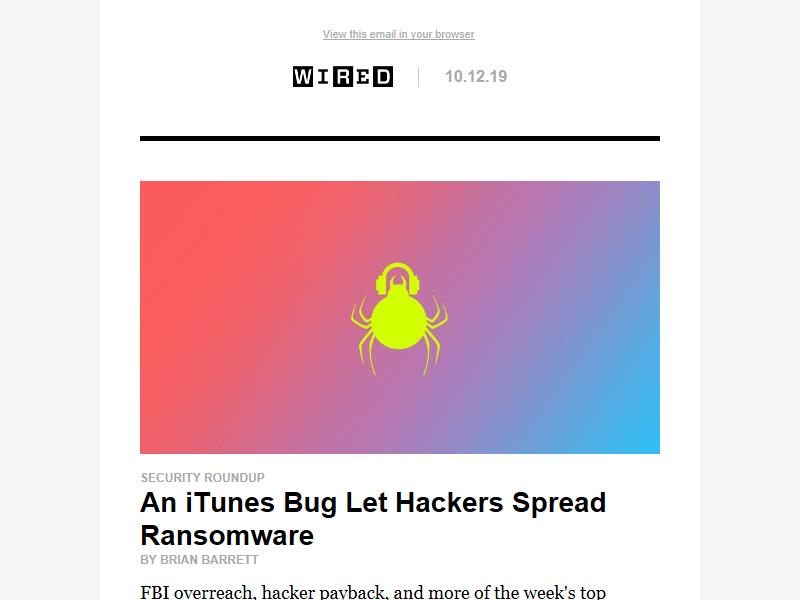 View this email in your browser
WIRED 10.12.19
SECURITY ROUNDUP
An iTunes Bug Let Hackers Spread
Ransomware
BY BRIAN BARRETT
FBI overreach, hacker payback, and more of the week's top